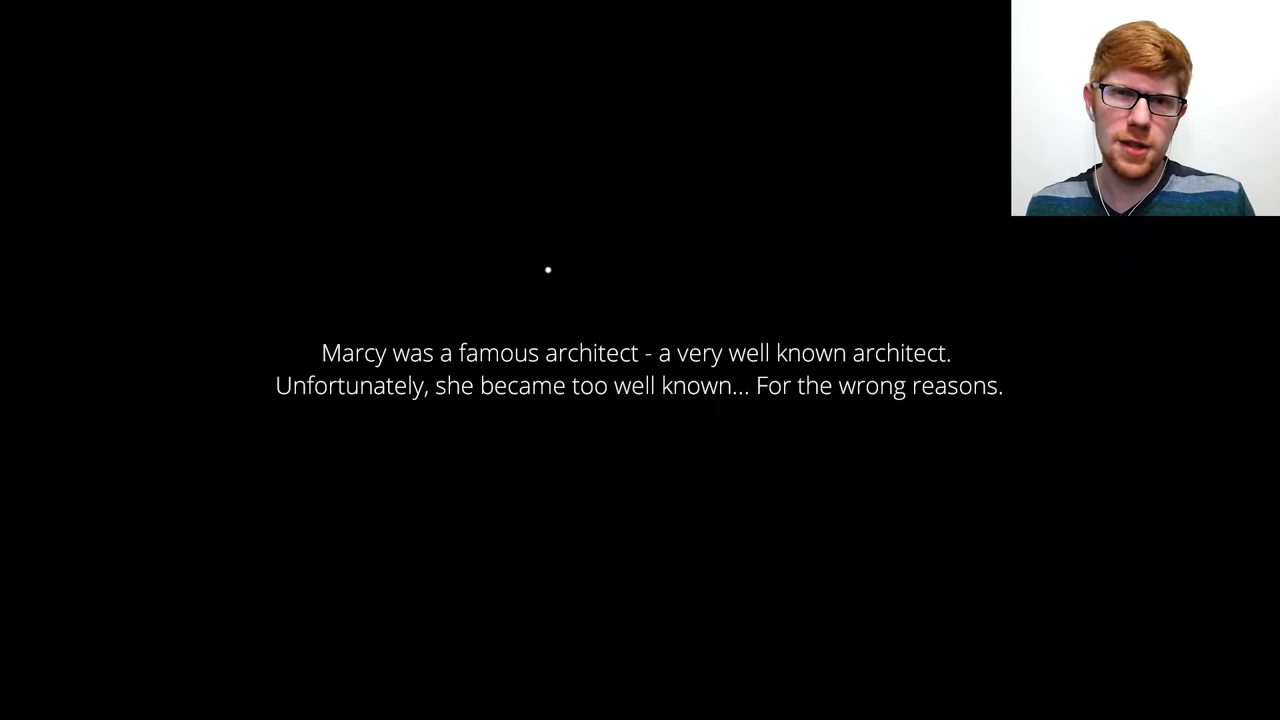 Marcy was a famous architect - a very well known architect.
Unfortunately, she became too well known... For the wrong reasons.